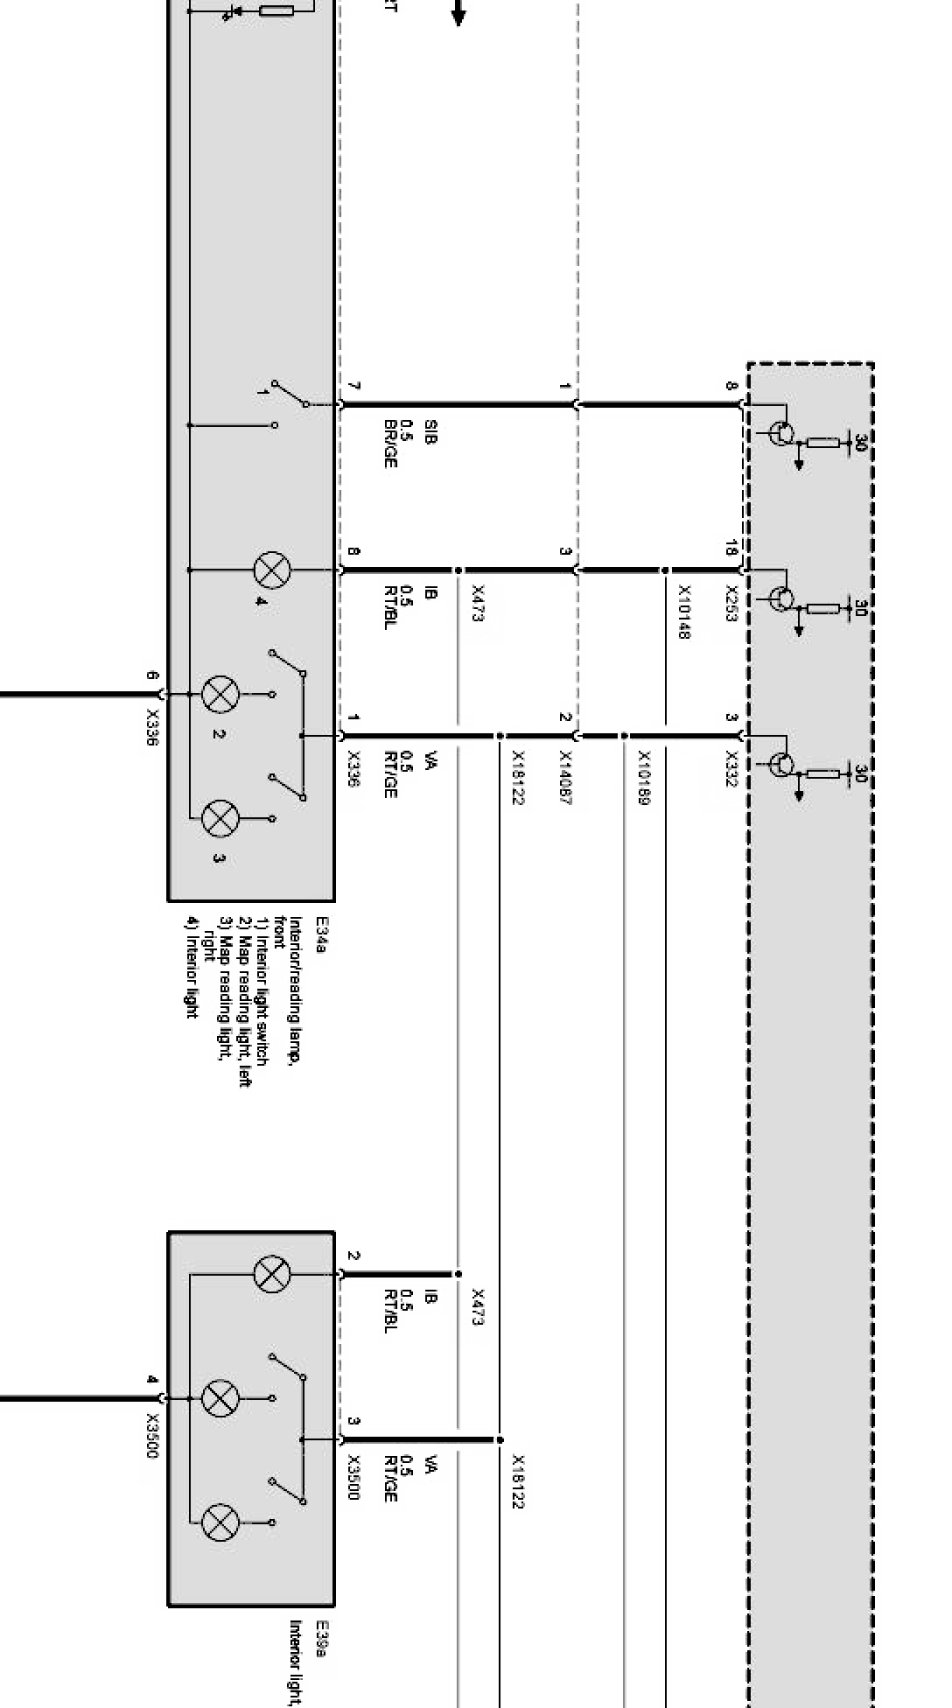 RT
30
8
1
7
SIB
0.5
BR/GE
1
30
18
X253
X10148
3
X473
8
IB
0.5
RT/BL
4
30
3
X332
X10189
2
X14087
X18122
1
X336
VA
0.5
RT/GE
6
X336
2
3
E34a
Interior/reading lamp,
front
1) Interior light switch
2) Map reading light, left
3) Map reading light,
right
4) Interior light
X473
2
IB
0.5
RT/BL
X18122
3
X3500
VA
0.5
RT/GE
4
X3500
E39a
Interior light,